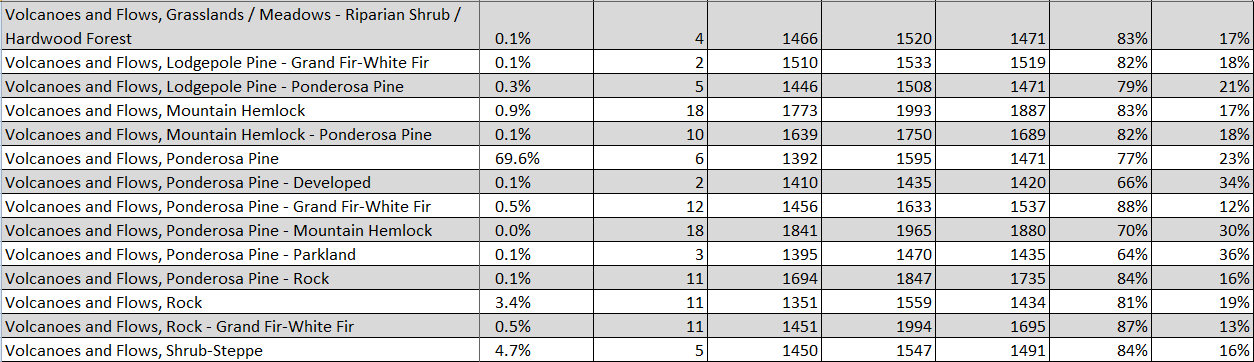 Volcanoes and Flows, Grasslands / Meadows - Riparian Shrub /
Hardwood Forest 0.1% 4 1466 1520 1471 83% 17%
Volcanoes and Flows, Lodgepole Pine - Grand Fir-White Fir 0.1% 2 1510 1533 1519 82% 18%
Volcanoes and Flows, Lodgepole Pine - Ponderosa Pine 0.3% 5 1446 1508 1471 79% 21%
Volcanoes and Flows, Mountain Hemlock 0.9% 18 1773 1993 1887 83% 17%
Volcanoes and Flows, Mountain Hemlock - Ponderosa Pine 0.1% 10 1639 1750 1689 82% 18%
Volcanoes and Flows, Ponderosa Pine 69.6% 6 1392 1595 1471 77% 23%
Volcanoes and Flows, Ponderosa Pine - Developed 0.1% 2 1410 1435 1420 66% 34%
Volcanoes and Flows, Ponderosa Pine - Grand Fir-White Fir 0.5% 12 1456 1633 1537 88% 12%
Volcanoes and Flows, Ponderosa Pine - Mountain Hemlock 0.0% 18 1841 1965 1880 70% 30%
Volcanoes and Flows, Ponderosa Pine - Parkland 0.1% 3 1395 1470 1435 64% 36%
Volcanoes and Flows, Ponderosa Pine - Rock 0.1% 11 1694 1847 1735 84% 16%
Volcanoes and Flows, Rock 3.4% 11 1351 1559 1434 81% 19%
Volcanoes and Flows, Rock - Grand Fir-White Fir 0.5% 11 1451 1994 1695 87% 13%
Volcanoes and Flows, Shrub-Steppe 4.7% 5 1450 1547 1491 84% 16%